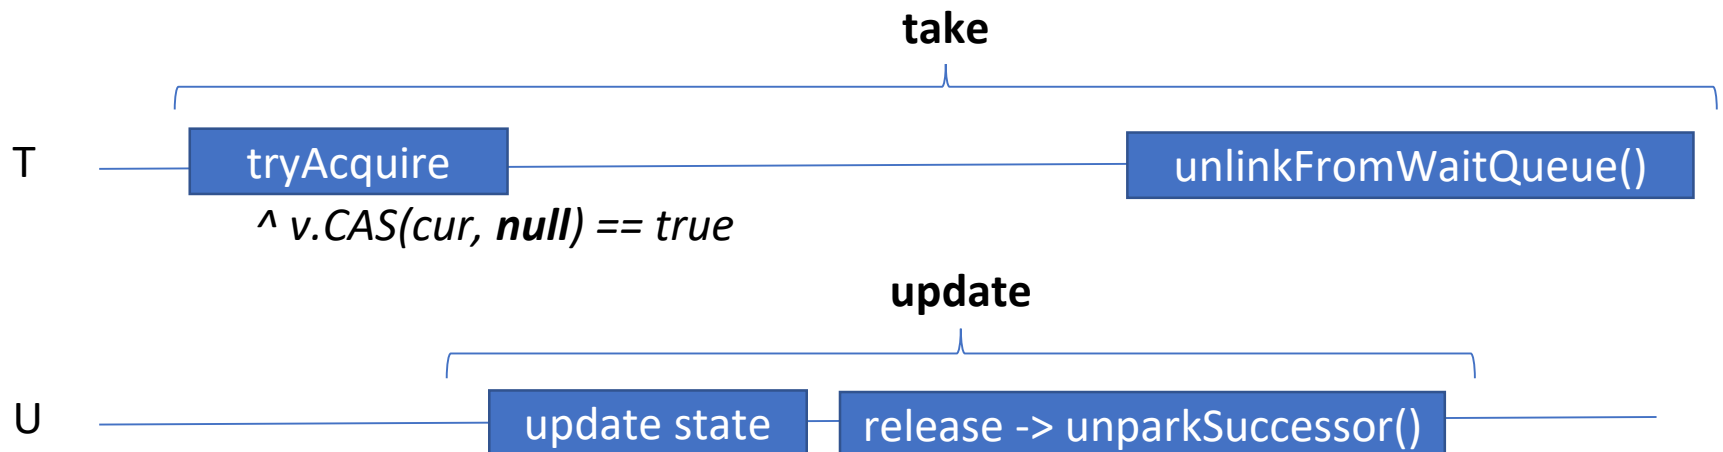 take
T
tryAcquire
unlinkFromWaitQueue()
^ v.CAS(cur, null) == true
update
U
update state
release -> unparkSuccessor()